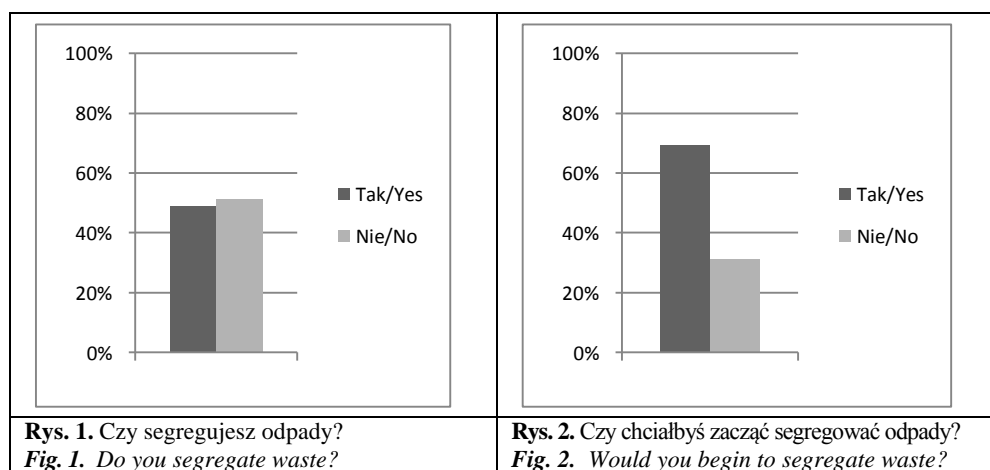 100%
80%
60%
40%
20%
0%
Tak/Yes
Nie/No
Rys. 1. Czy segregujesz odpady?
Fig. 1. Do you segregate waste?
100%
80%
60%
40%
20%
0%
Tak/Yes
Nie/No
Rys. 2. Czy chciałbyś zacząć segregować odpady?
Fig. 2. Would you begin to segregate waste?